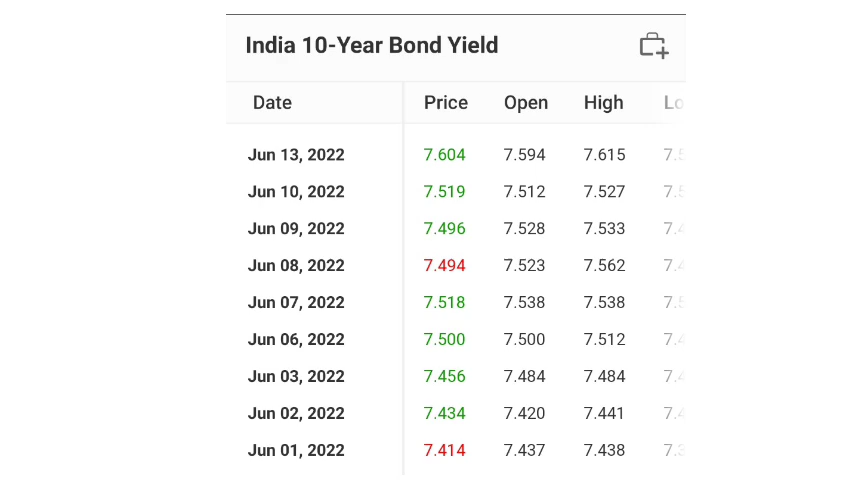 India 10-Year Bond Yield
Date Price Open High Lo
Jun 13, 2022 7.604 7.594 7.615
Jun 10, 2022 7.519 7.512 7.527
Jun 09, 2022 7.496 7.528 7.533
Jun 08, 2022 7.494 7.523 7.562
Jun 07, 2022 7.518 7.538 7.538
Jun 06, 2022 7.500 7.500 7.512
Jun 03, 2022 7.456 7.484 7.484
Jun 02, 2022 7.434 7.420 7.441
Jun 01, 2022 7.414 7.437 7.438